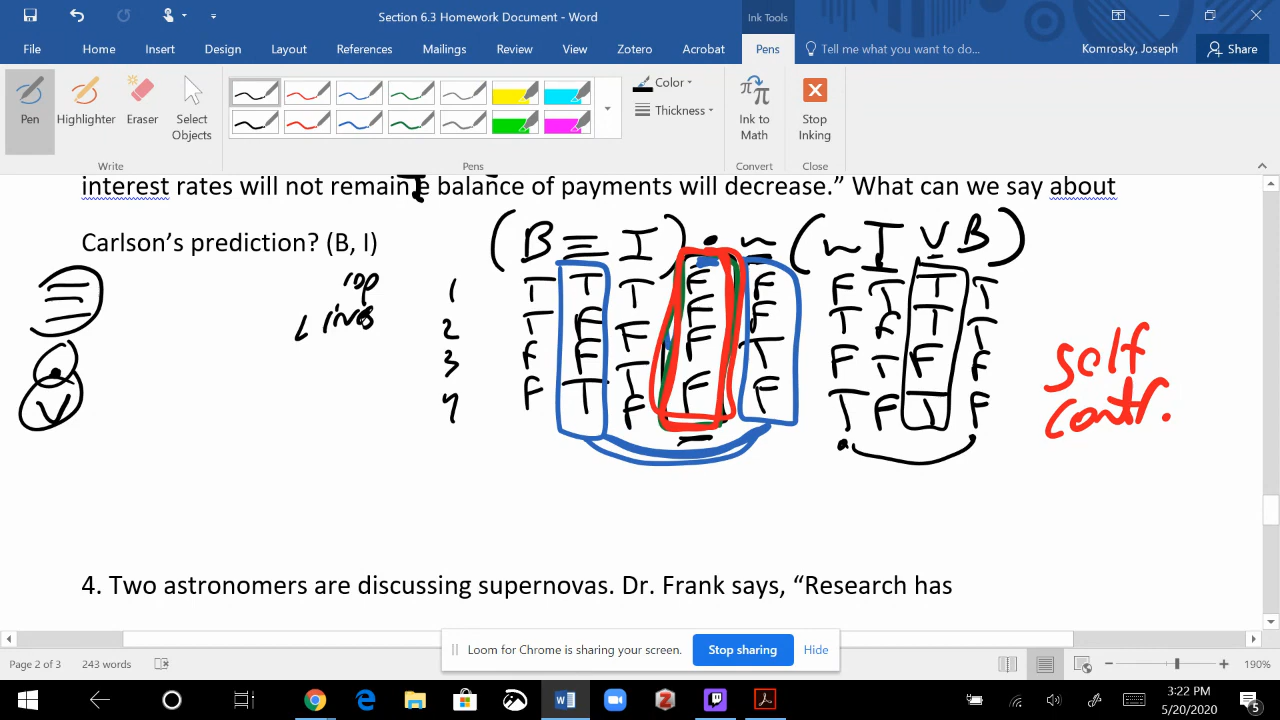 Section 6.3 Homework Document - Word
Ink Tools
File Home Insert Design Layout References Mailings Review View Zotero Acrobat Pens Tell me what you want to do... Komrosky, Joseph Share
Pen Highlighter Eraser Select Objects Color Thickness Ink to Math Stop Inking
Write Pens Convert Close
interest rates will not remain balance of payments will decrease.” What can we say about
Carlson’s prediction? (B, I)
(B ≡ I) • ~ (~ I V B)
1 T T T F F F T T T
2 T F F F F T F T T
3 F F T F T F T F F
4 F T F F F T F T F
≡
•
V
self
contr.
4. Two astronomers are discussing supernovas. Dr. Frank says, “Research has
Loom for Chrome is sharing your screen. Stop sharing Hide
Page 2 of 3 243 words 190%
3:22 PM
5/20/2020
5